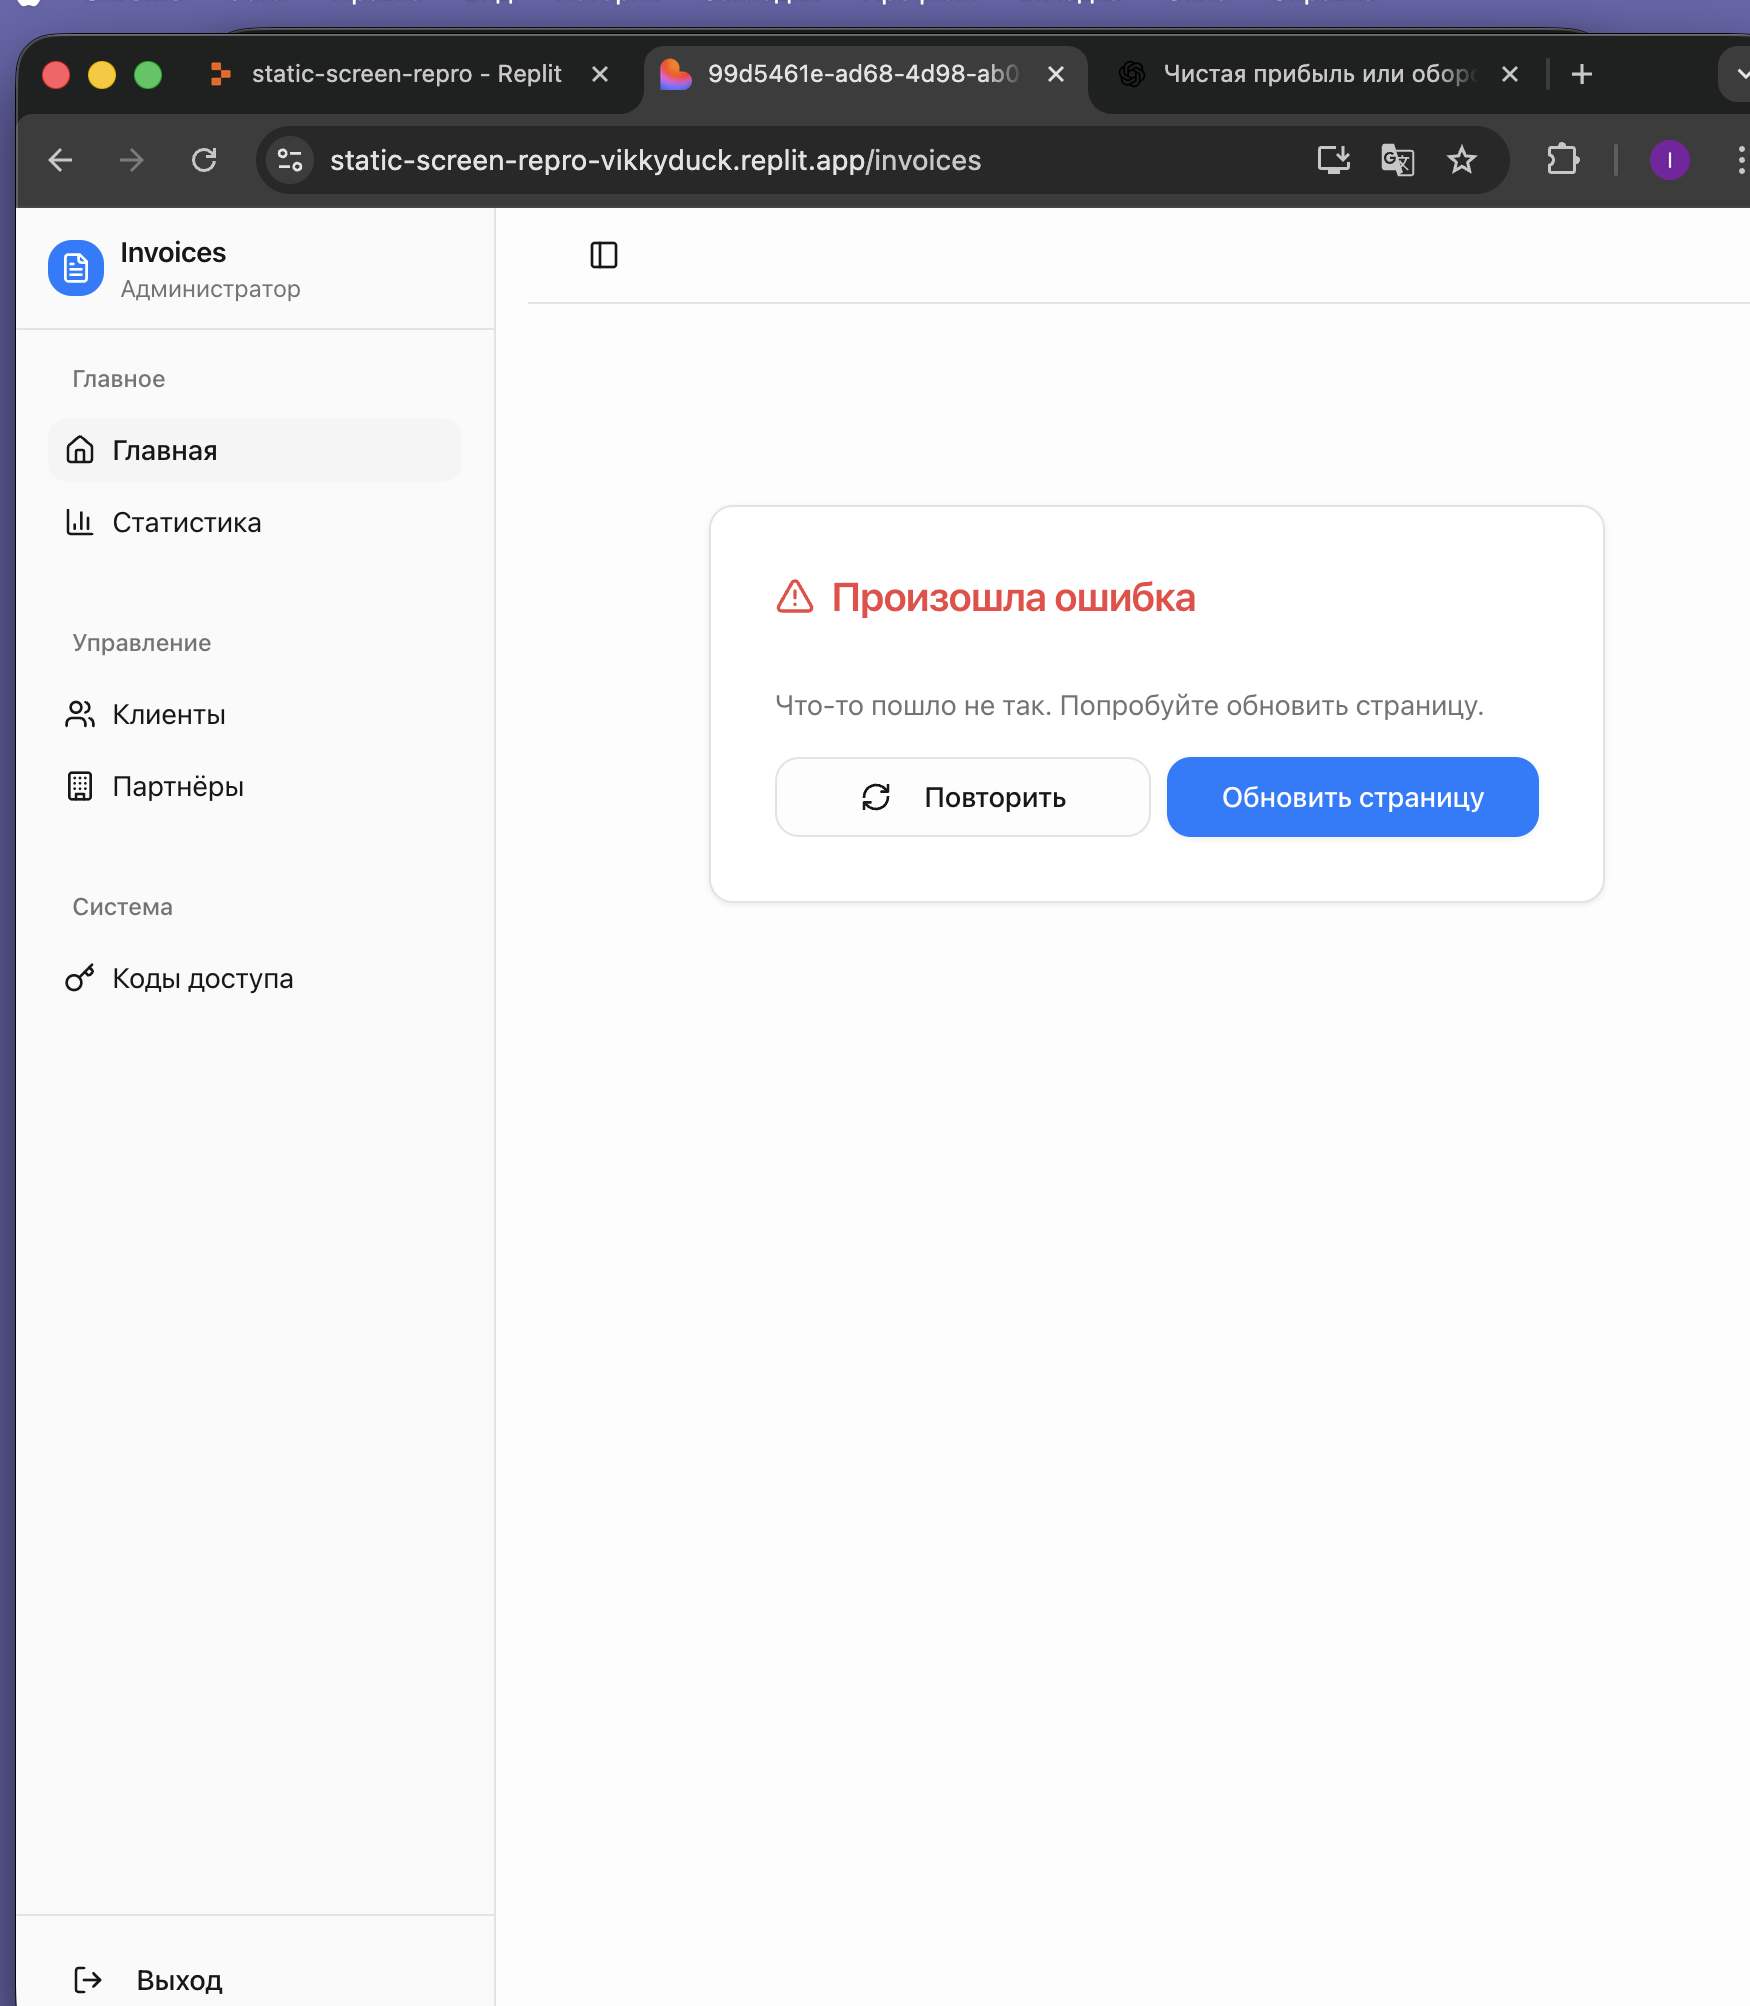 static-screen-repro - Replit
99d5461e-ad68-4d98-ab0
Чистая прибыль или оборо
static-screen-repro-vikkyduck.replit.app/invoices
I
Invoices
Администратор
Главное
Главная
Статистика
Управление
Клиенты
Партнёры
Система
Коды доступа
Произошла ошибка
Что-то пошло не так. Попробуйте обновить страницу.
Повторить
Обновить страницу
Выход